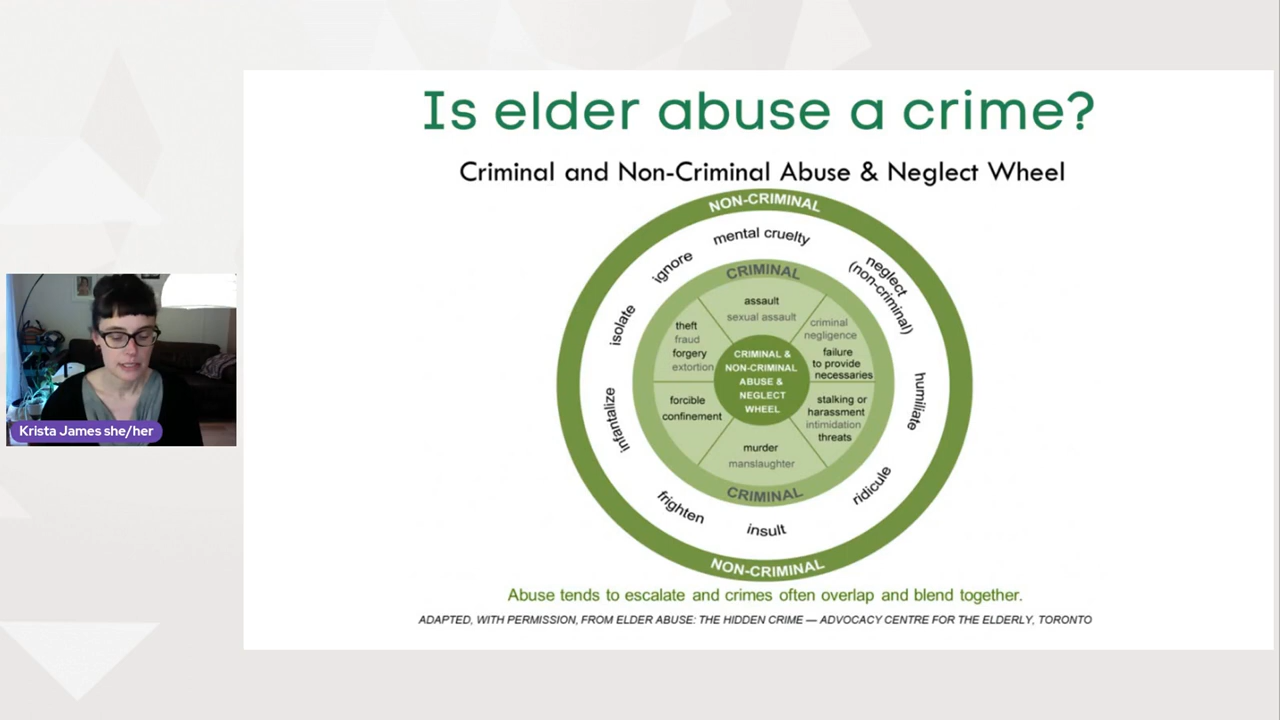 Is elder abuse a crime?
Criminal and Non-Criminal Abuse & Neglect Wheel
NON-CRIMINAL
mental cruelty
neglect
(non-criminal)
humiliate
ridicule
insult
frighten
infantalize
isolate
ignore
CRIMINAL
assault
sexual assault
criminal
negligence
failure
to provide
necessaries
stalking or
harassment
intimidation
threats
murder
manslaughter
forcible
confinement
theft
fraud
forgery
extortion
CRIMINAL &
NON-CRIMINAL
ABUSE &
NEGLECT
WHEEL
CRIMINAL
NON-CRIMINAL
Abuse tends to escalate and crimes often overlap and blend together.
ADAPTED, WITH PERMISSION, FROM ELDER ABUSE: THE HIDDEN CRIME — ADVOCACY CENTRE FOR THE ELDERLY, TORONTO
Krista James she/her